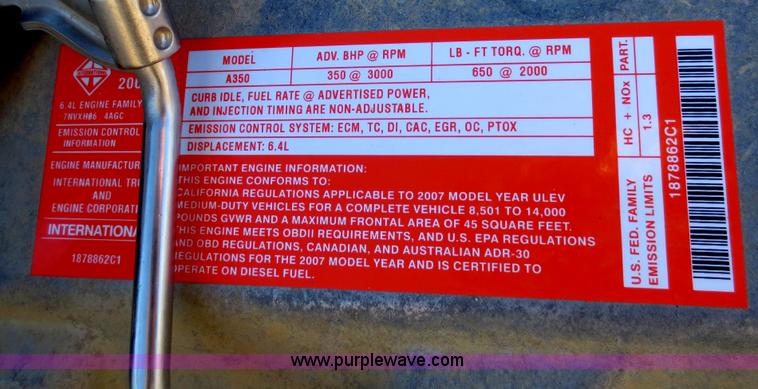 INTERNATIONAL
200
6.4L ENGINE FAMILY
EMISSION CONTROL
INFORMATION
ENGINE MANUFACTUR
INTERNATIONAL TR
AND
ENGINE CORPORATI
INTERNATIONA
1878862C1
MODEL ADV. BHP @ RPM LB - FT TORQ. @ RPM
A350 350 @ 3000 650 @ 2000
CURB IDLE, FUEL RATE @ ADVERTISED POWER,
AND INJECTION TIMING ARE NON-ADJUSTABLE.
EMISSION CONTROL SYSTEM: ECM, TC, DI, CAC, EGR, OC, PTOX
DISPLACEMENT: 6.4L
IMPORTANT ENGINE INFORMATION:
THIS ENGINE CONFORMS TO:
CALIFORNIA REGULATIONS APPLICABLE TO 2007 MODEL YEAR ULEV
MEDIUM-DUTY VEHICLES FOR A COMPLETE VEHICLE 8,501 TO 14,000
POUNDS GVWR AND A MAXIMUM FRONTAL AREA OF 45 SQUARE FEET.
THIS ENGINE MEETS OBDII REQUIREMENTS, AND U.S. EPA REGULATIONS
AND OBD REGULATIONS, CANADIAN, AND AUSTRALIAN ADR-30
REGULATIONS FOR THE 2007 MODEL YEAR AND IS CERTIFIED TO
OPERATE ON DIESEL FUEL.
U.S. FED. FAMILY
EMISSION LIMITS
HC + NOx PART.
1.3
1878862C1
www.purplewave.com